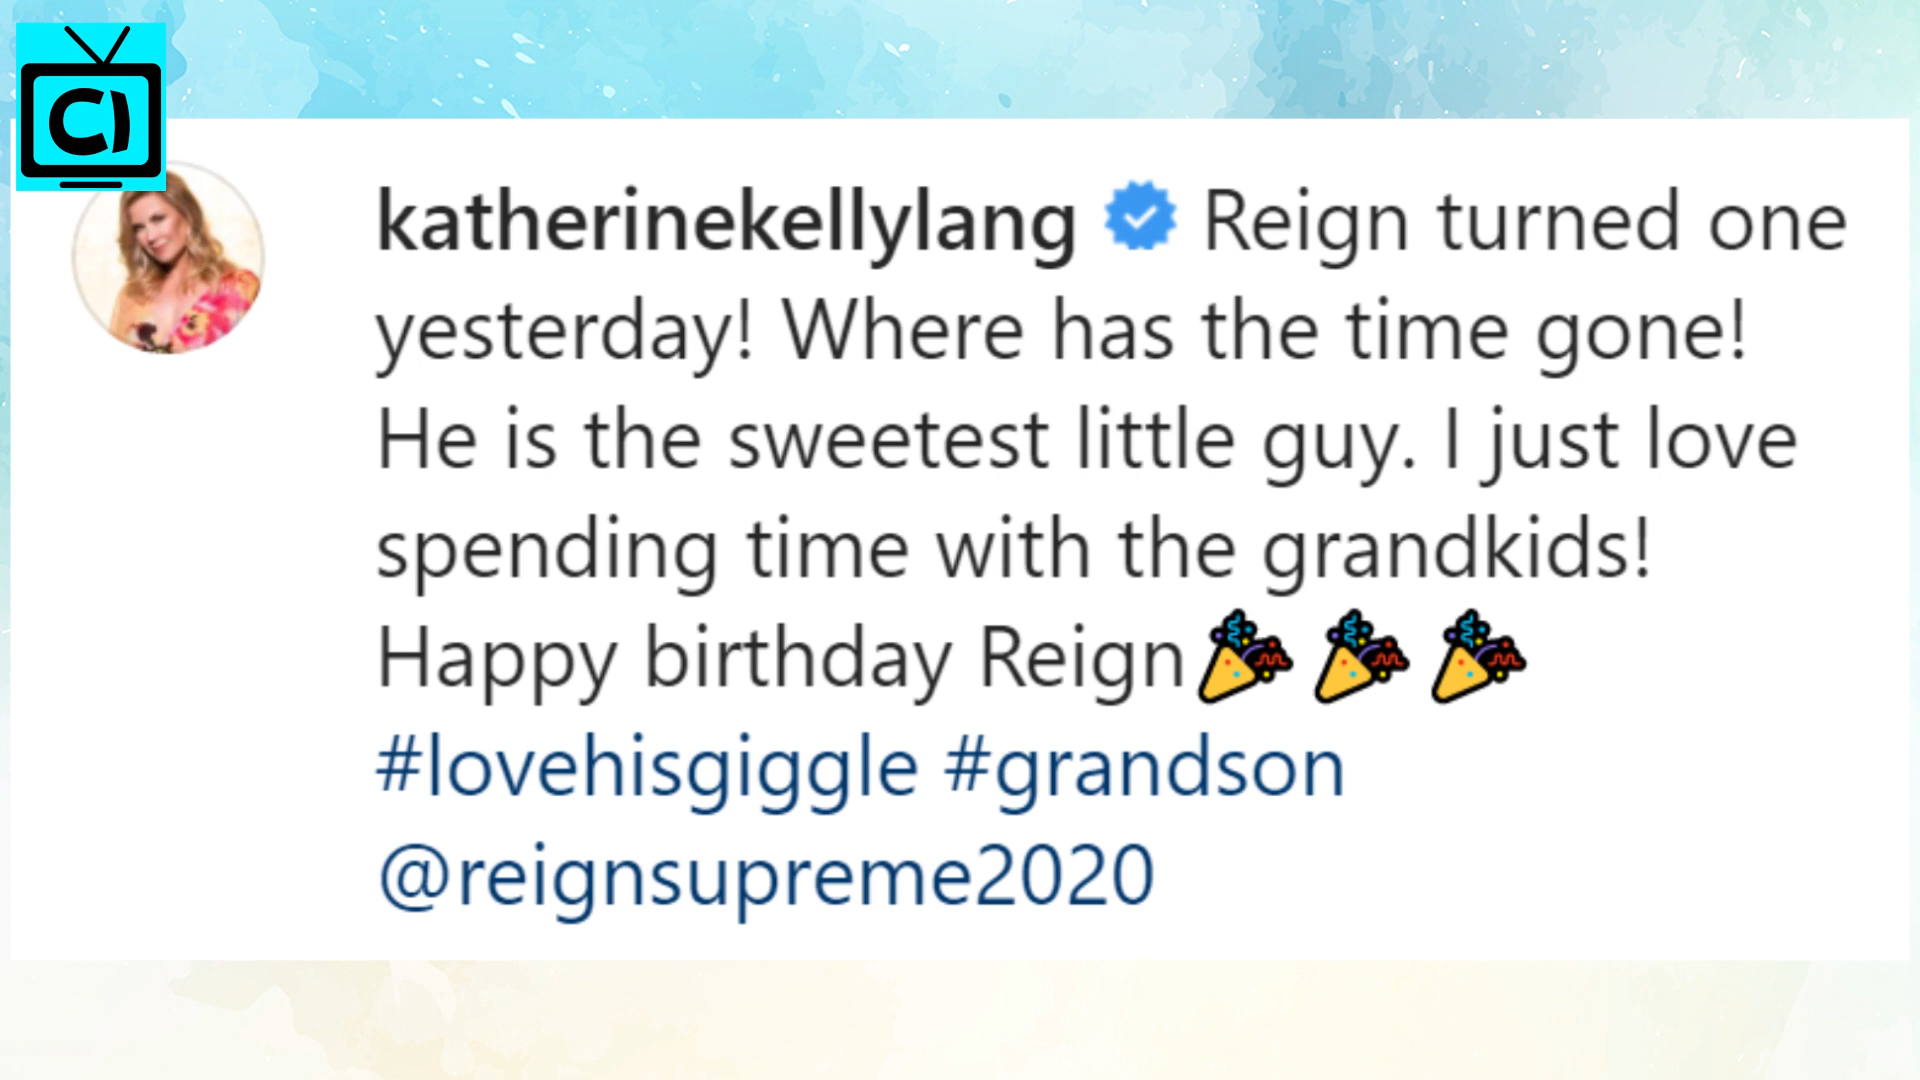 CJ
katherinekellylang Reign turned one
yesterday! Where has the time gone!
He is the sweetest little guy. I just love
spending time with the grandkids!
Happy birthday Reign🎉 🎉 🎉
#lovehisgiggle #grandson
@reignsupreme2020